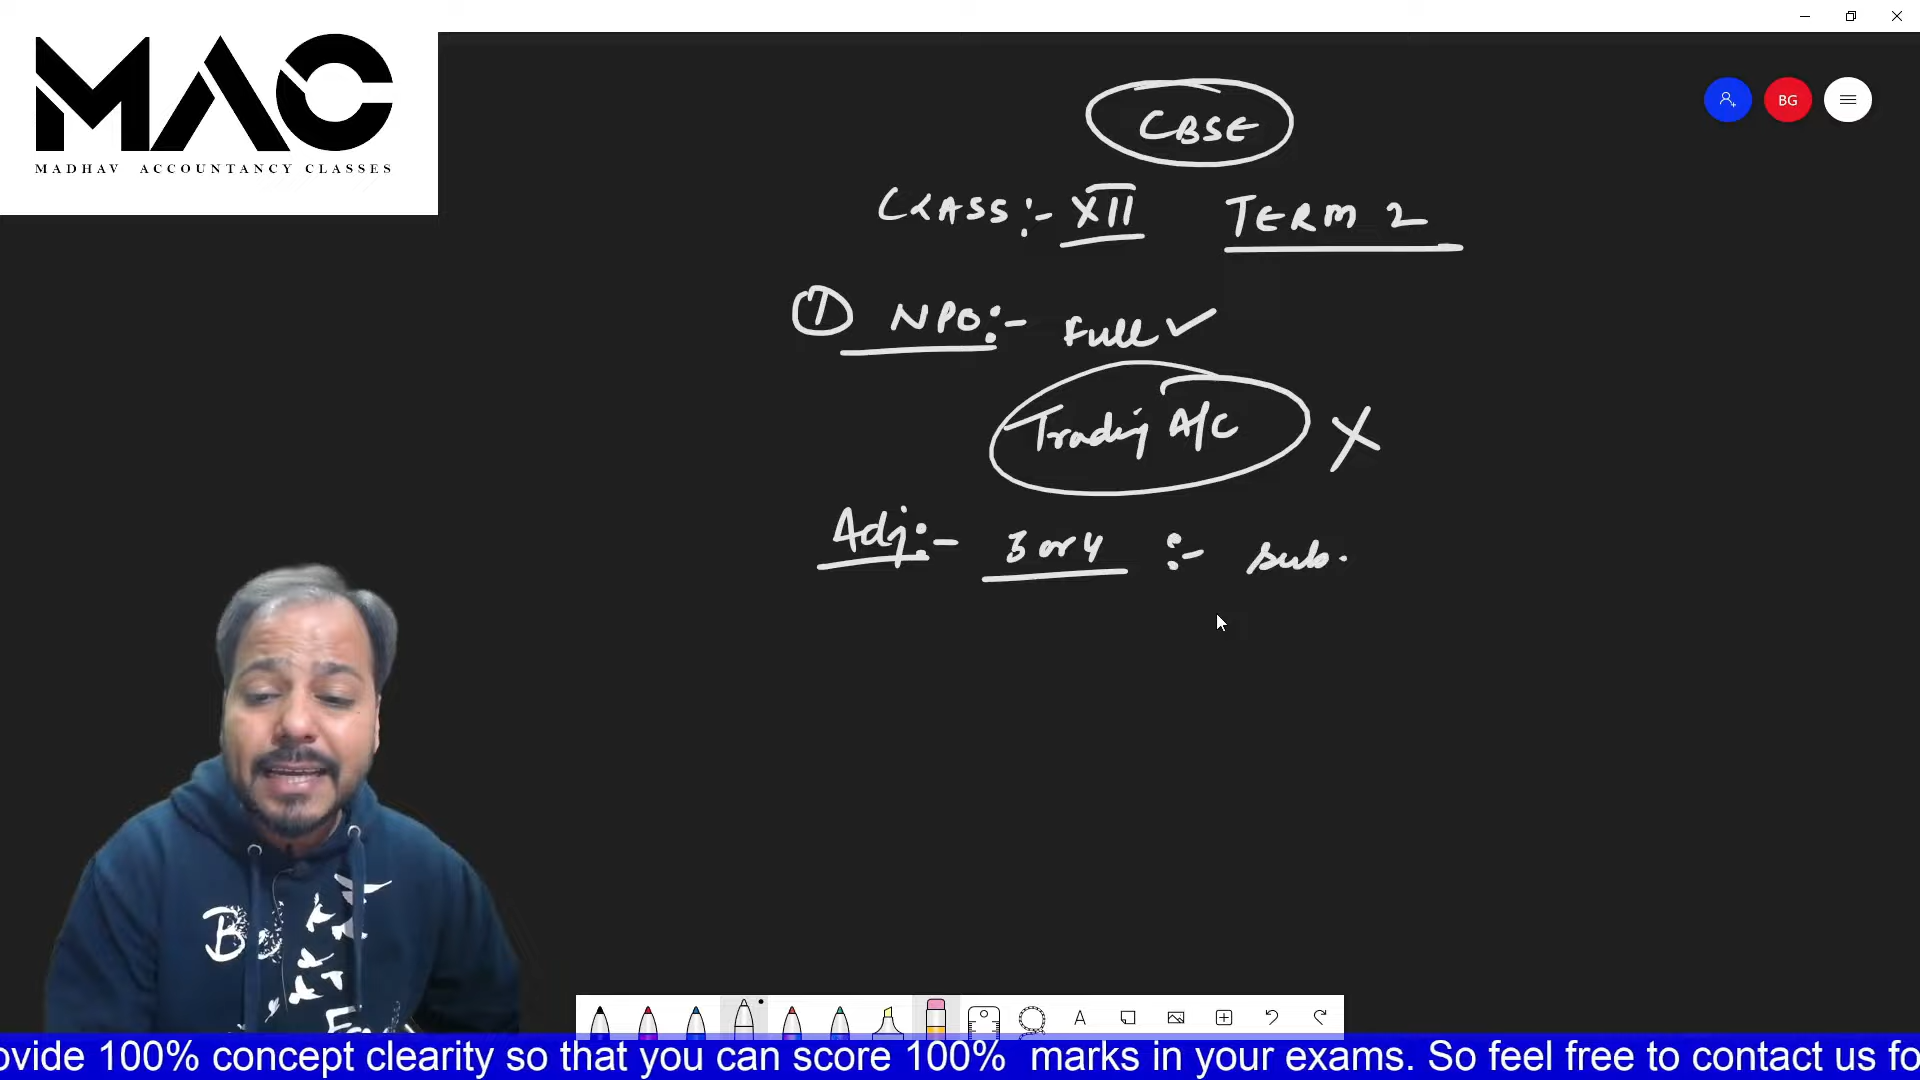 MAC
MADHAV ACCOUNTANCY CLASSES
BG
CBSE
CLASS:- XII TERM 2
① NPO:- Full ✓
Trading A/C X
Adj:- 3 or 4 :- sub.
A
ovide 100% concept clearity so that you can score 100% marks in your exams. So feel free to contact us fo